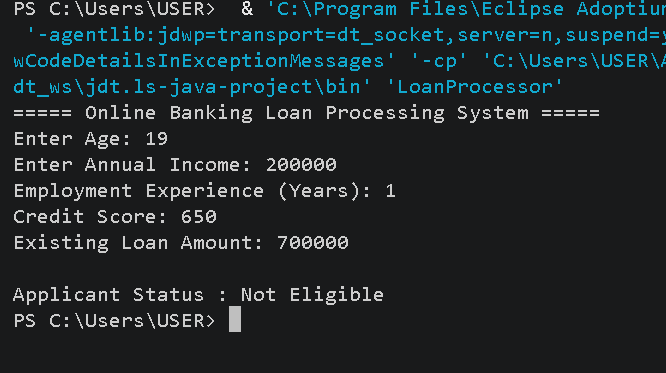 PS C:\Users\USER>  & 'C:\Program Files\Eclipse Adoptium
'-agentlib:jdwp=transport=dt_socket,server=n,suspend=y
wCodeDetailsInExceptionMessages' '-cp' 'C:\Users\USER\A
dt_ws\jdt.ls-java-project\bin' 'LoanProcessor'
===== Online Banking Loan Processing System =====
Enter Age: 19
Enter Annual Income: 200000
Employment Experience (Years): 1
Credit Score: 650
Existing Loan Amount: 700000
Applicant Status : Not Eligible
PS C:\Users\USER>